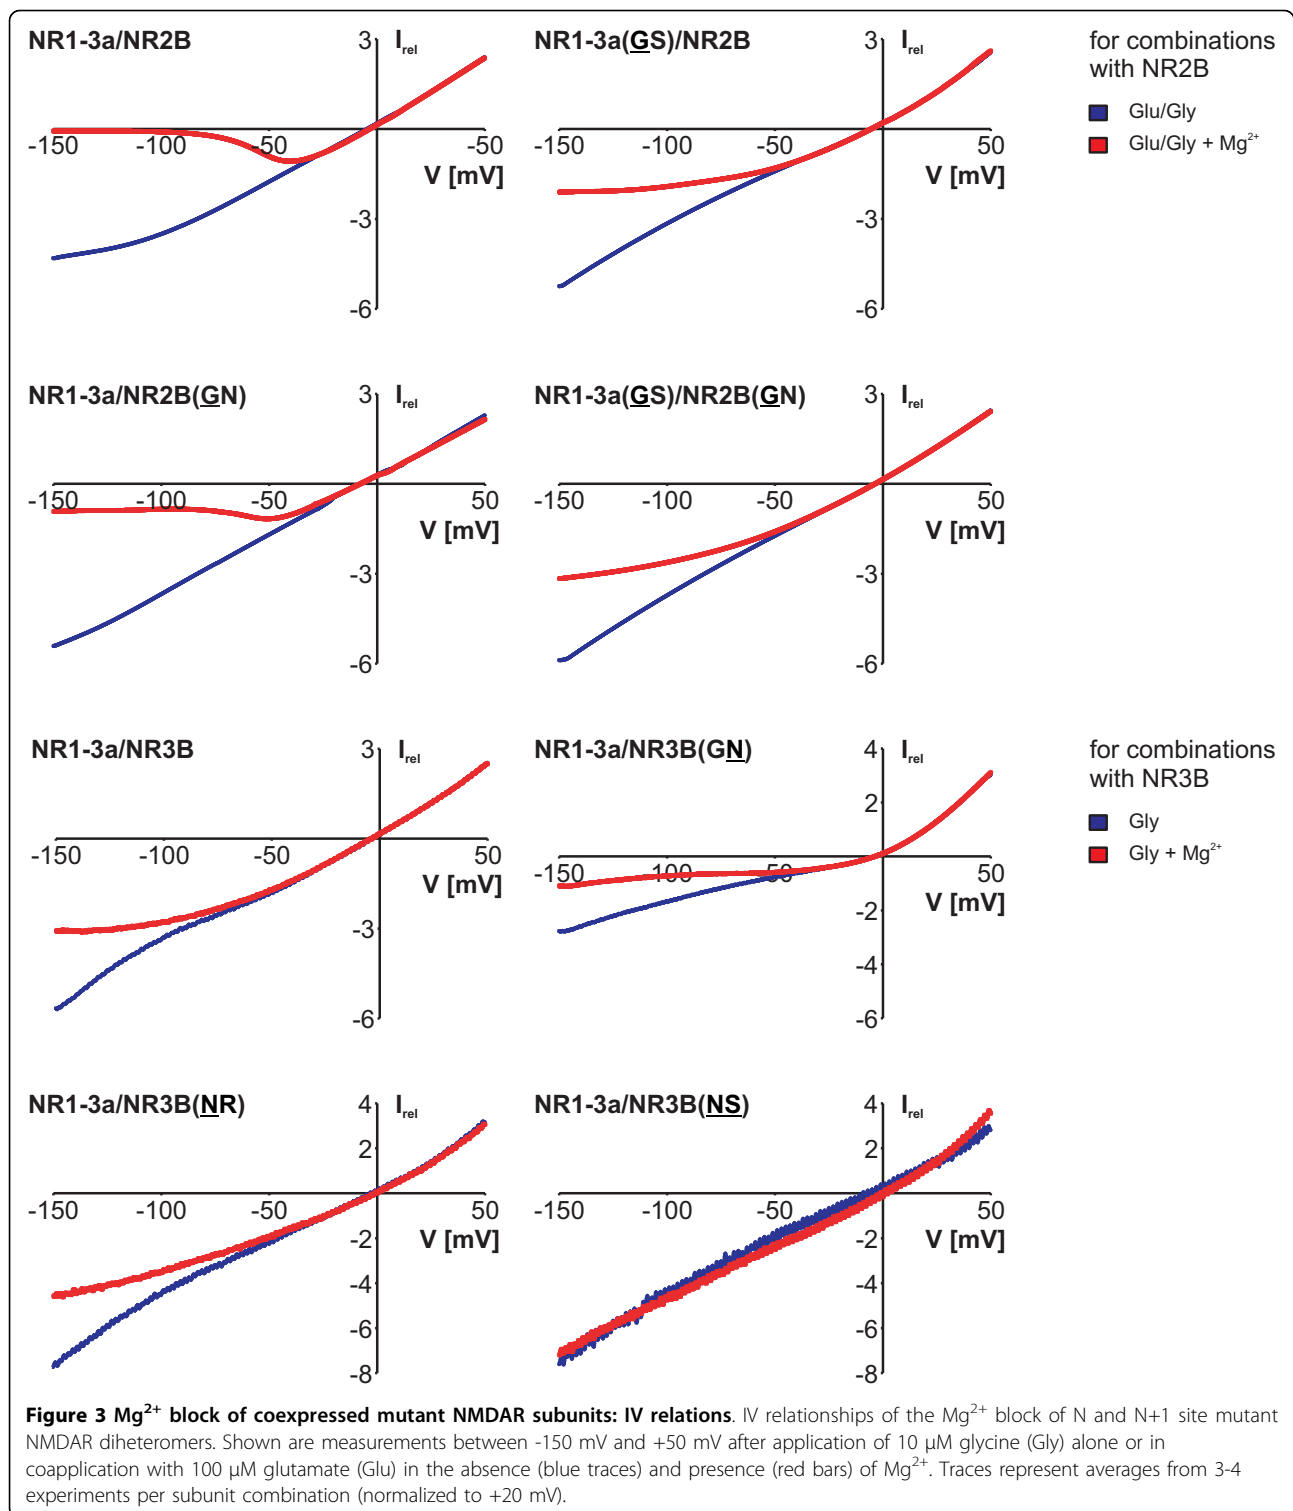 NR1-3a/NR2B
I rel
3
-150
-100
-50
-50
V [mV]
-3
-6
NR1-3a(GS)/NR2B
I rel
3
-150
-100
-50
50
V [mV]
-3
-6
for combinations
with NR2B
Glu/Gly
Glu/Gly + Mg²⁺
NR1-3a/NR2B(GN)
I rel
3
-150
-100
-50
50
V [mV]
-3
-6
NR1-3a(GS)/NR2B(GN)
I rel
3
-150
-100
-50
50
V [mV]
-3
-6
NR1-3a/NR3B
I rel
3
-150
-100
-50
50
V [mV]
-3
-6
NR1-3a/NR3B(GN)
I rel
4
2
-150
-100
-50
50
V [mV]
-2
-4
-6
for combinations
with NR3B
Gly
Gly + Mg²⁺
NR1-3a/NR3B(NR)
I rel
4
2
-150
-100
-50
50
V [mV]
-2
-4
-6
-8
NR1-3a/NR3B(NS)
I rel
4
2
-150
-100
-50
50
V [mV]
-2
-4
-6
-8
Figure 3 Mg²⁺ block of coexpressed mutant NMDAR subunits: IV relations. IV relationships of the Mg²⁺ block of N and N+1 site mutant
NMDAR diheteromers. Shown are measurements between -150 mV and +50 mV after application of 10 μM glycine (Gly) alone or in
coapplication with 100 μM glutamate (Glu) in the absence (blue traces) and presence (red bars) of Mg²⁺. Traces represent averages from 3-4
experiments per subunit combination (normalized to +20 mV).